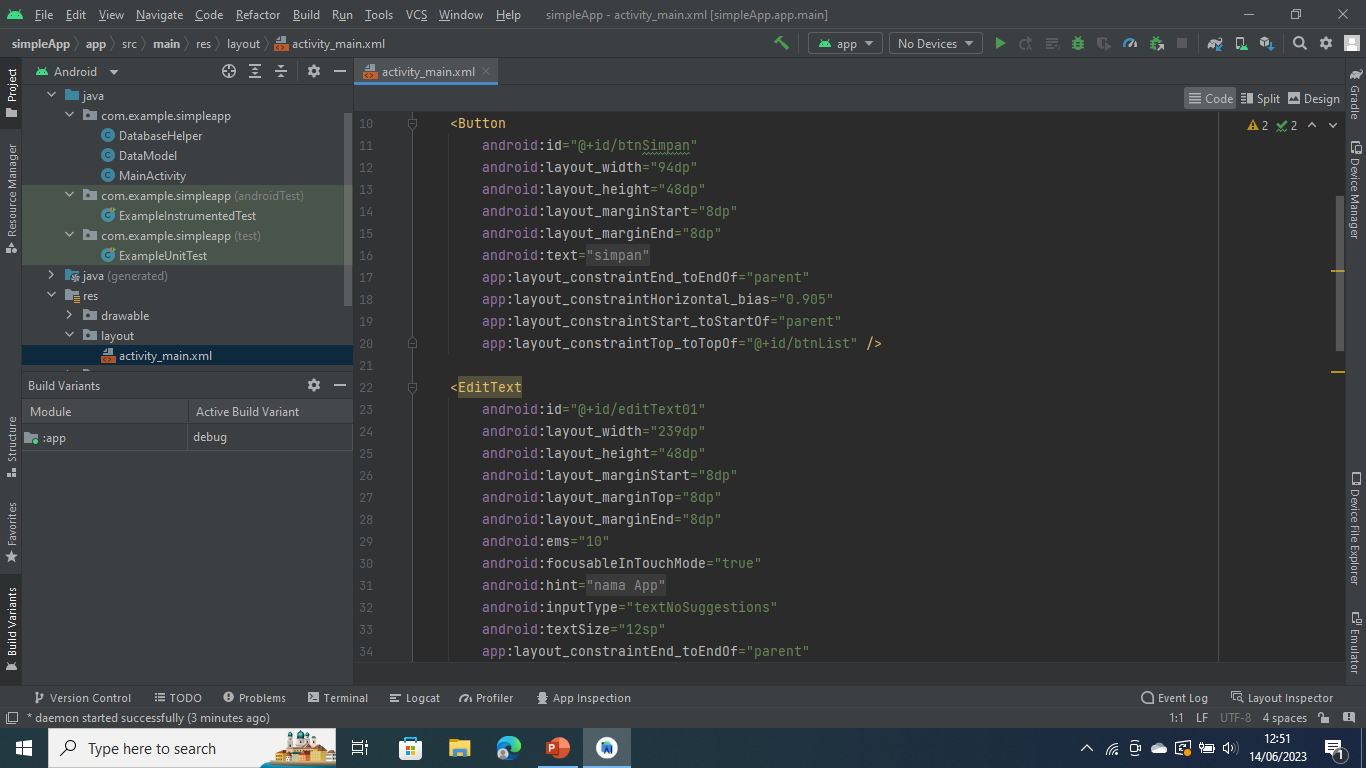 File Edit View Navigate Code Refactor Build Run Tools VCS Window Help simpleApp - activity_main.xml [simpleApp.app.main]
simpleApp app src main res layout activity_main.xml app No Devices
Project
Resource Manager
Structure
Favorites
Build Variants
Android
java
com.example.simpleapp
DatabaseHelper
DataModel
MainActivity
com.example.simpleapp (androidTest)
ExampleInstrumentedTest
com.example.simpleapp (test)
ExampleUnitTest
java (generated)
res
drawable
layout
activity_main.xml
Build Variants
Module Active Build Variant
:app debug
activity_main.xml
Code Split Design
2 2
10 <Button
11 android:id="@+id/btnSimpan"
12 android:layout_width="94dp"
13 android:layout_height="48dp"
14 android:layout_marginStart="8dp"
15 android:layout_marginEnd="8dp"
16 android:text="simpan"
17 app:layout_constraintEnd_toEndOf="parent"
18 app:layout_constraintHorizontal_bias="0.905"
19 app:layout_constraintStart_toStartOf="parent"
20 app:layout_constraintTop_toTopOf="@+id/btnList" />
21
22 <EditText
23 android:id="@+id/editText01"
24 android:layout_width="239dp"
25 android:layout_height="48dp"
26 android:layout_marginStart="8dp"
27 android:layout_marginTop="8dp"
28 android:layout_marginEnd="8dp"
29 android:ems="10"
30 android:focusableInTouchMode="true"
31 android:hint="nama App"
32 android:inputType="textNoSuggestions"
33 android:textSize="12sp"
34 app:layout_constraintEnd_toEndOf="parent"
Gradle
Device Manager
Device File Explorer
Emulator
Version Control TODO Problems Terminal Logcat Profiler App Inspection Event Log Layout Inspector
* daemon started successfully (3 minutes ago) 1:1 LF UTF-8 4 spaces
Type here to search
12:51
14/06/2023
1